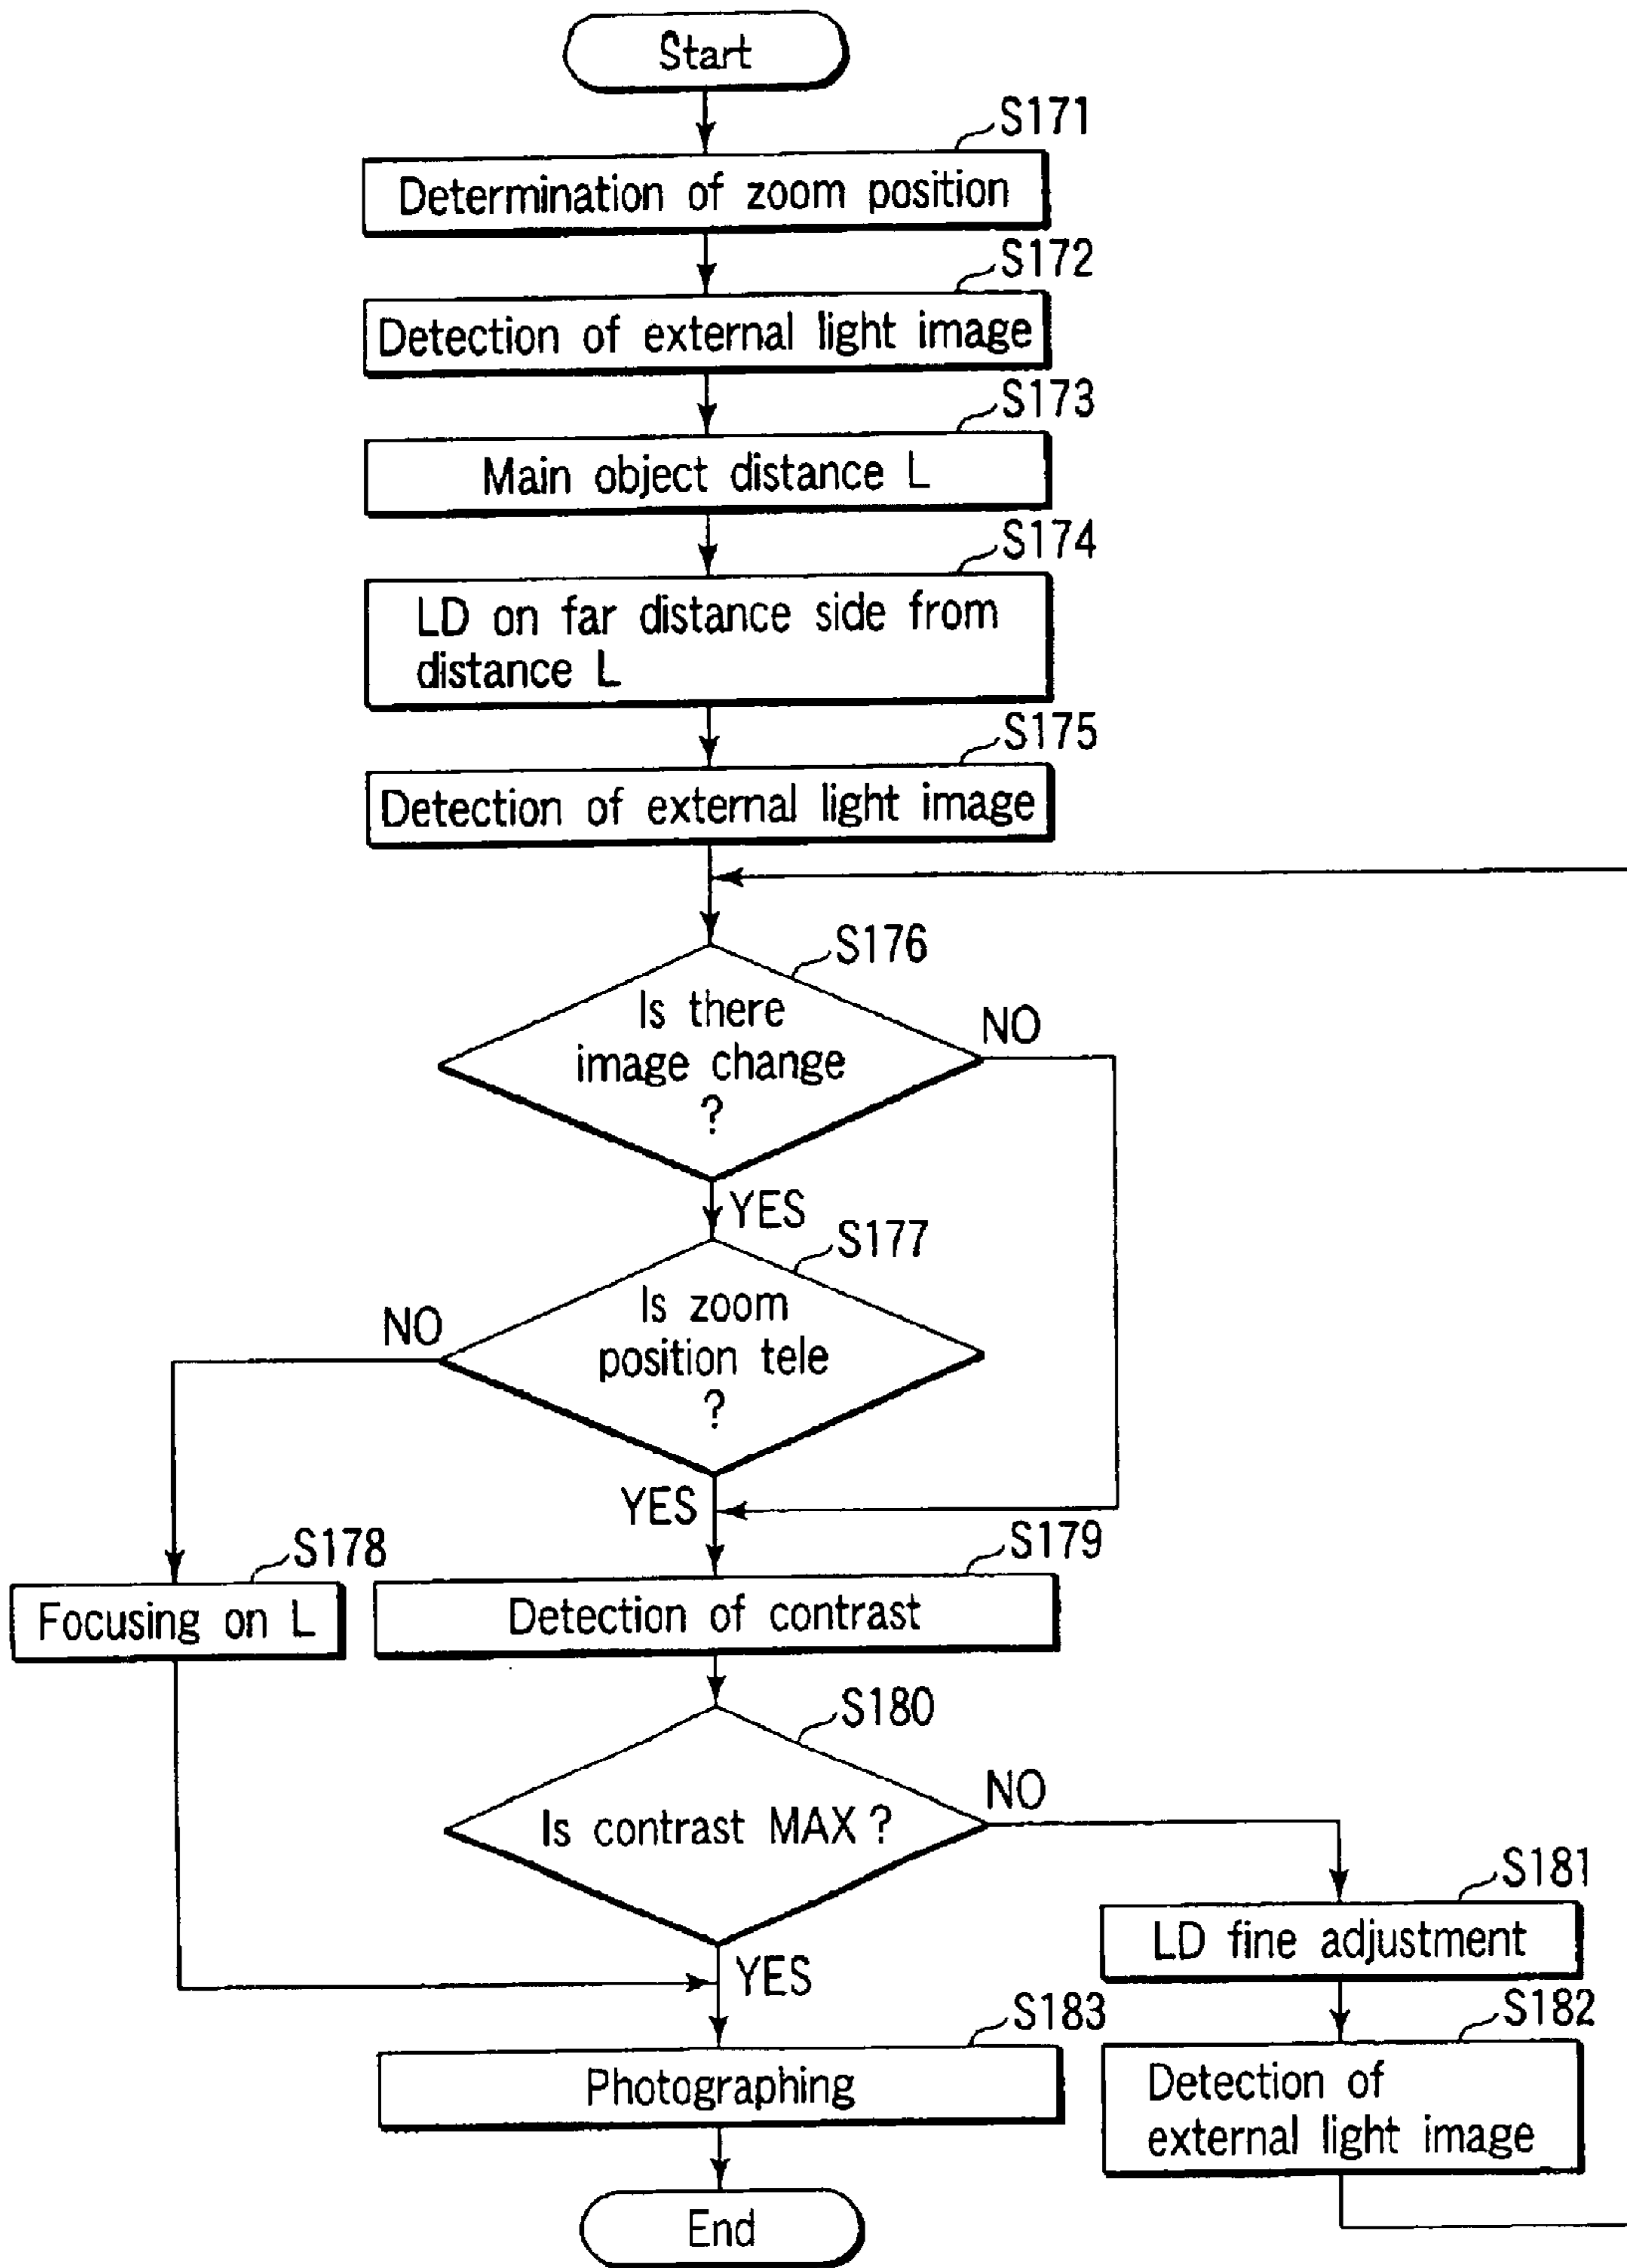 Start
S171
Determination of zoom position
S172
Detection of external light image
S173
Main object distance L
S174
LD on far distance side from
distance L
S175
Detection of external light image
S176
Is there
image change
?
NO
YES
S177
Is zoom
position tele
?
NO
YES
S178
Focusing on L
S179
Detection of contrast
S180
Is contrast MAX ?
NO
YES
S181
LD fine adjustment
S182
Detection of
external light image
S183
Photographing
End